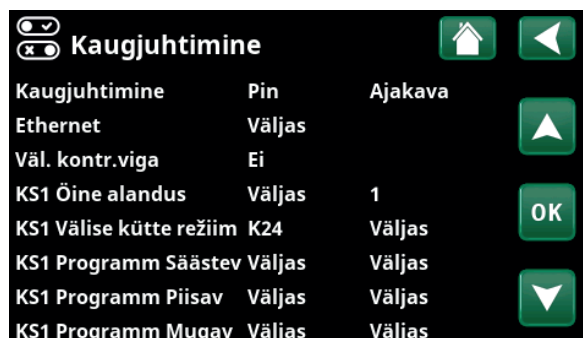 Kaugjuhtimine
Kaugjuhtimine Pin Ajakava
Ethernet Väljas
Väl. kontr.viga Ei
KS1 Öine alandus Väljas 1
OK
KS1 Välise kütte režiim K24 Väljas
KS1 Programm Säästev Väljas Väljas
KS1 Programm Piisav Väljas Väljas
KS1 Programm Mugav Väljas Väljas